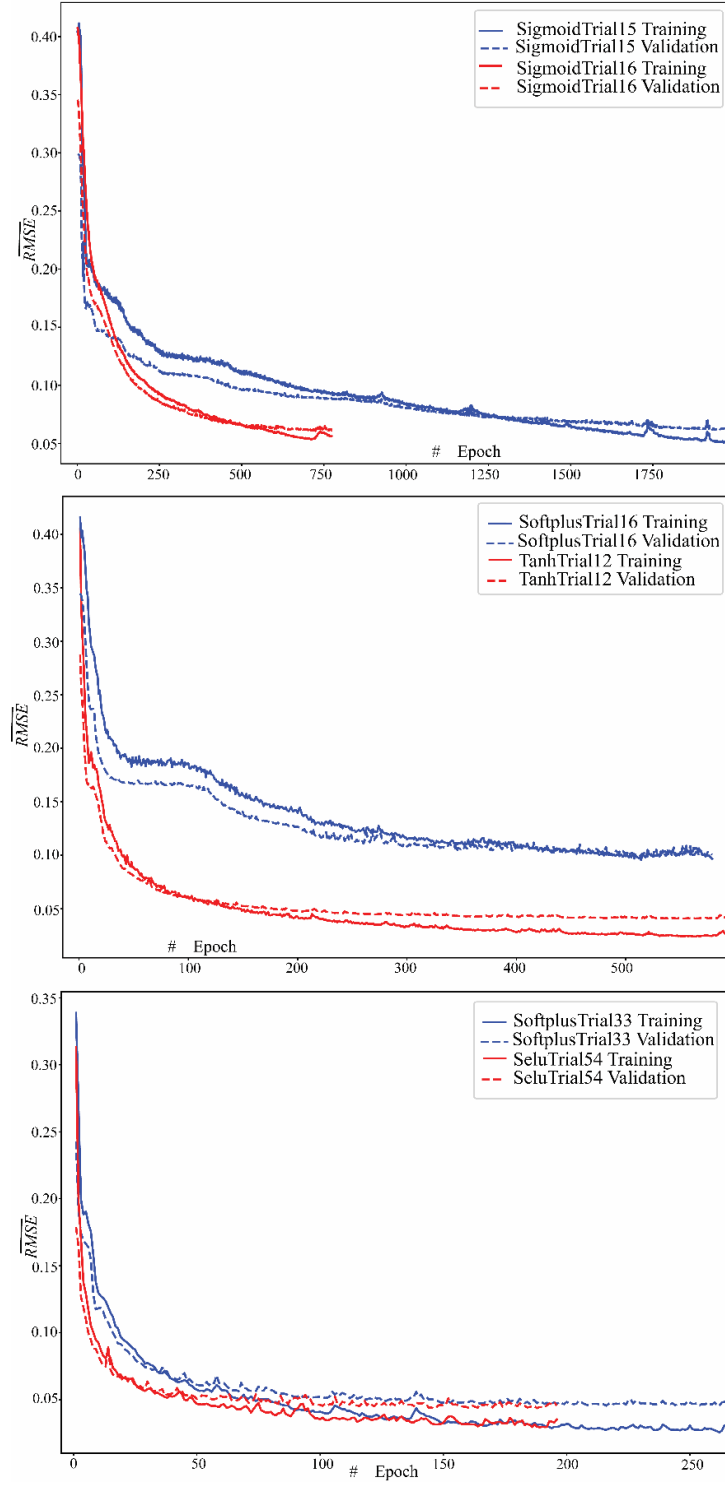 0.40
0.35
0.30
0.25
0.20
0.15
0.10
0.05
RMSE
SigmoidTrial15 Training
SigmoidTrial15 Validation
SigmoidTrial16 Training
SigmoidTrial16 Validation
0 250 500 750 1000 1250 1500 1750
# Epoch
0.40
0.35
0.30
0.25
0.20
0.15
0.10
0.05
RMSE
SoftplusTrial16 Training
SoftplusTrial16 Validation
TanhTrial12 Training
TanhTrial12 Validation
# Epoch
0 100 200 300 400 500
0.35
0.30
0.25
0.20
0.15
0.10
0.05
RMSE
SoftplusTrial33 Training
SoftplusTrial33 Validation
SeluTrial54 Training
SeluTrial54 Validation
0 50 100 150 200 250
# Epoch